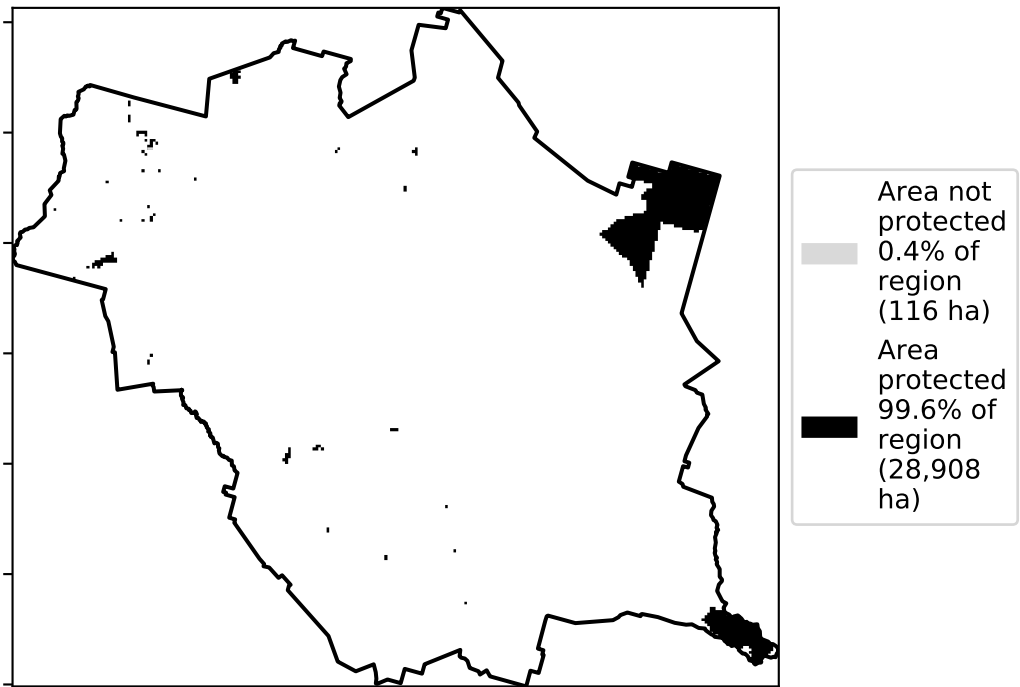 Area not
protected
0.4% of
region
(116 ha)
Area
protected
99.6% of
region
(28,908
ha)